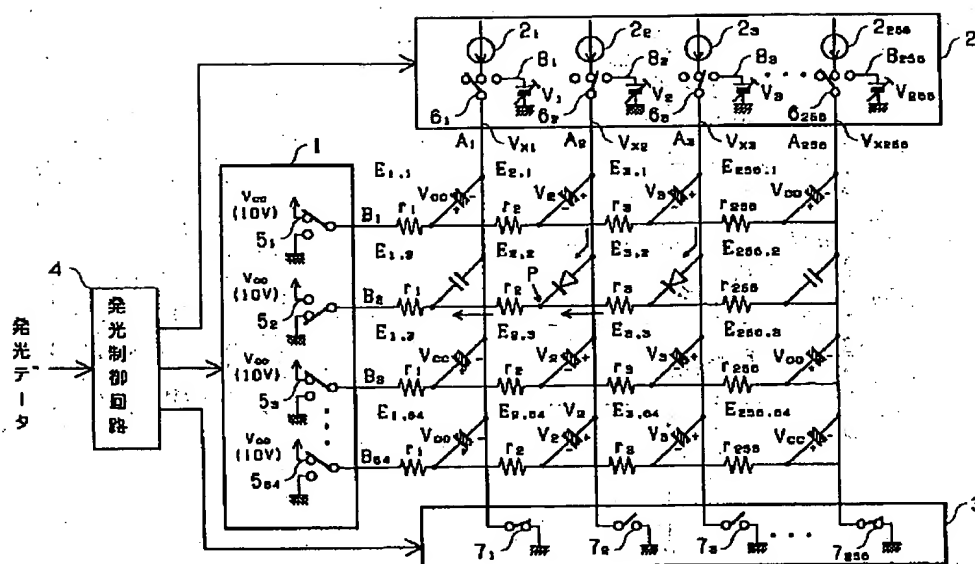 2₁ 2₂ 2₃ 2₂₅₆ 2
B₁ B₂ B₃ B₂₅₆
V₁ V₂ V₃ V₂₅₆
6₁ 6₂ 6₃ 6₂₅₆
A₁ Vx₁ A₂ Vx₂ A₃ Vx₃ A₂₅₆ Vx₂₅₆
1
E₁,₁ E₂,₁ E₃,₁ E₂₅₆,₁
Vcc Vcc V₂ V₃ Vcc
(10V) 5₁ B₁ r₁ r₂ r₃ r₂₅₆
4
E₁,₂ E₂,₂ E₃,₂ E₂₅₆,₂
Vcc P
(10V) 5₂ B₂ r₁ r₂ r₃ r₂₅₆
発光データ
発光制御回路
E₁,₃ E₂,₃ E₃,₃ E₂₅₆,₃
Vcc Vcc V₂ V₃ Vcc
(10V) 5₃ B₃ r₁ r₂ r₃ r₂₅₆
E₁,₆₄ E₂,₆₄ E₃,₆₄ E₂₅₆,₆₄
Vcc Vcc V₂ V₃ Vcc
(10V) 5₆₄ B₆₄ r₁ r₂ r₃ r₂₅₆
3
7₁ 7₂ 7₃ 7₂₅₆